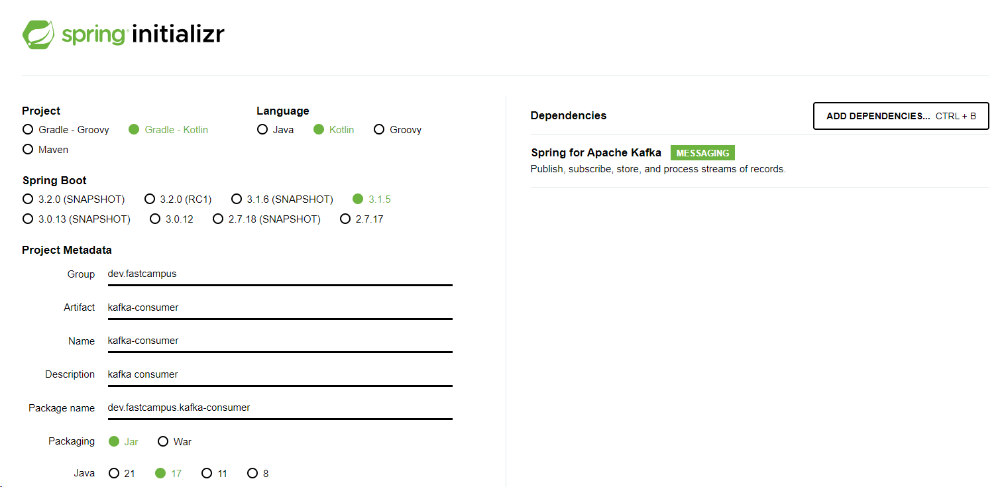 spring initializr
Project
Gradle - Groovy Gradle - Kotlin
Maven
Language
Java Kotlin Groovy
Spring Boot
3.2.0 (SNAPSHOT) 3.2.0 (RC1) 3.1.6 (SNAPSHOT) 3.1.5
3.0.13 (SNAPSHOT) 3.0.12 2.7.18 (SNAPSHOT) 2.7.17
Project Metadata
Group dev.fastcampus
Artifact kafka-consumer
Name kafka-consumer
Description kafka consumer
Package name dev.fastcampus.kafka-consumer
Packaging Jar War
Java 21 17 11 8
Dependencies
ADD DEPENDENCIES... CTRL + B
Spring for Apache Kafka MESSAGING
Publish, subscribe, store, and process streams of records.